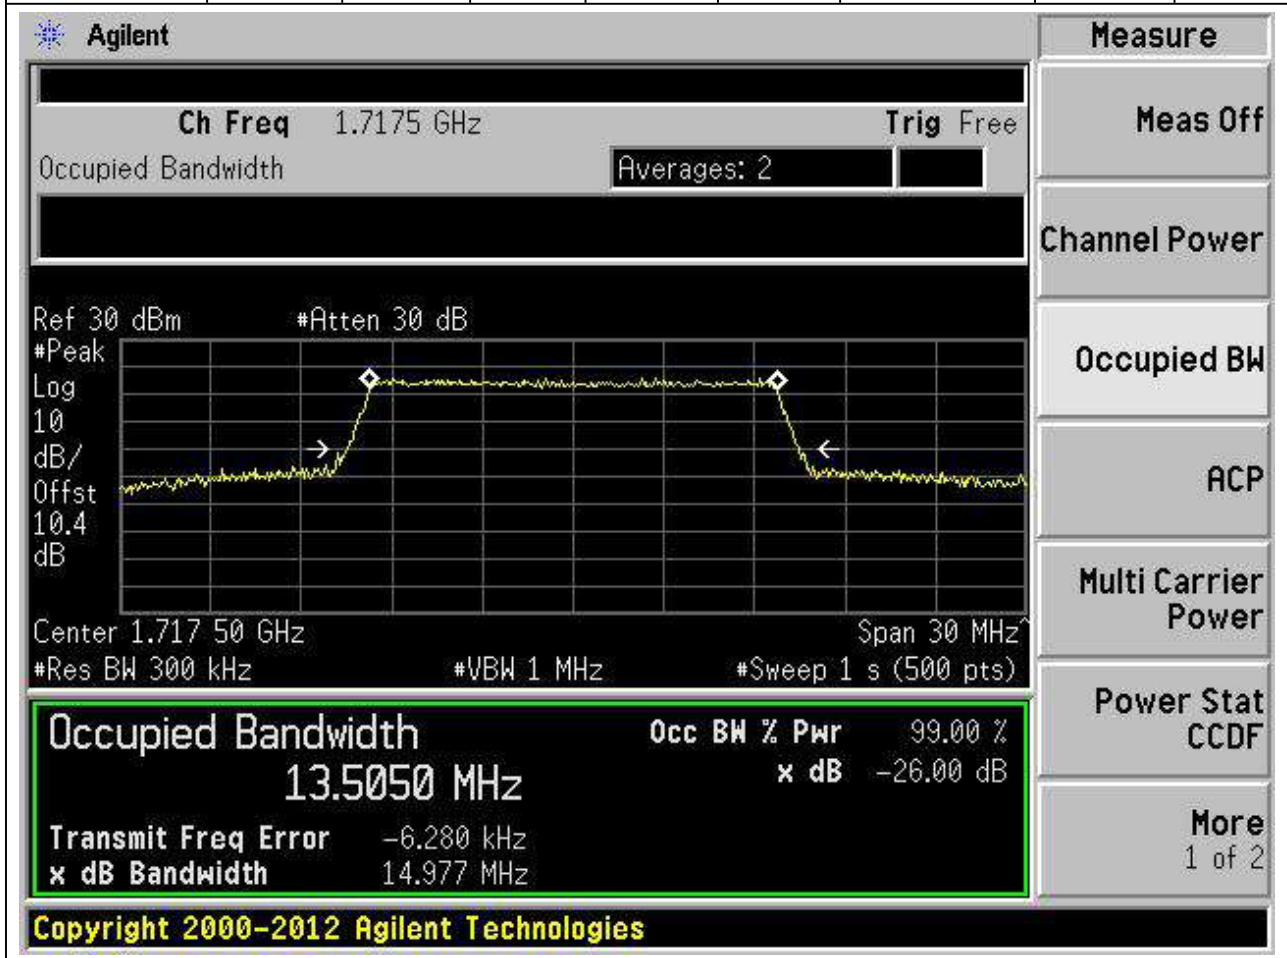 Agilent
Measure
Ch Freq 1.7175 GHz Trig Free
Occupied Bandwidth Averages: 2
Meas Off
Channel Power
Occupied BW
ACP
Multi Carrier
Power
Power Stat
CCDF
More
1 of 2
Ref 30 dBm #Atten 30 dB
#Peak
Log
10
dB/
Offst
10.4
dB
Center 1.717 50 GHz Span 30 MHz^
#Res BW 300 kHz #VBW 1 MHz #Sweep 1 s (500 pts)
Occupied Bandwidth Occ BW % Pwr 99.00 %
13.5050 MHz x dB -26.00 dB
Transmit Freq Error -6.280 kHz
x dB Bandwidth 14.977 MHz
Copyright 2000-2012 Agilent Technologies